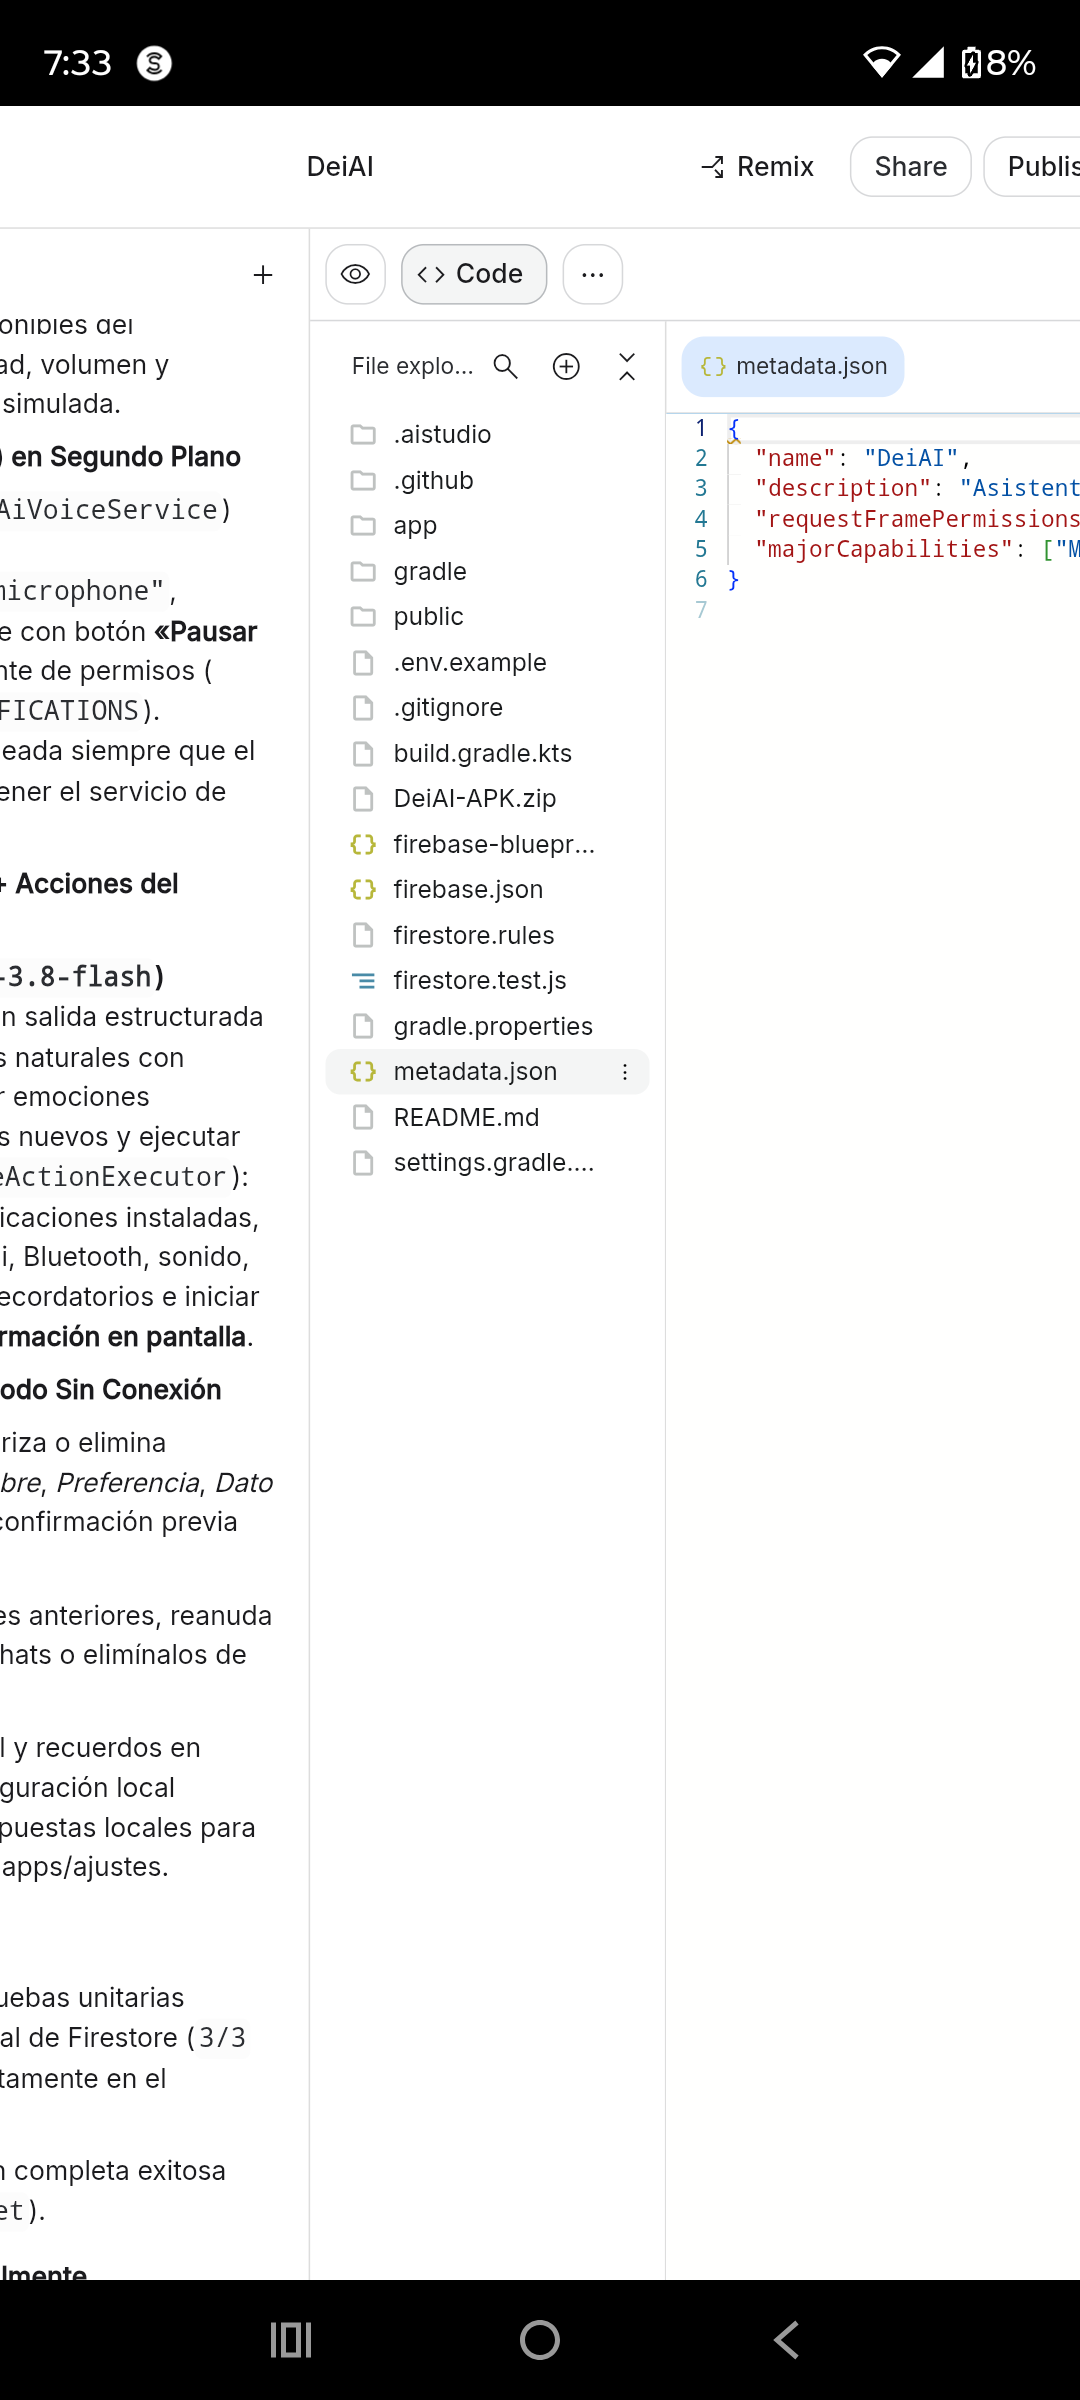 7:33
8%
DeiAI
Remix
Share
Publis
Code
onibles del
ad, volumen y
simulada.
) en Segundo Plano
AiVoiceService)
microphone",
e con botón «Pausar
nte de permisos (
FICATIONS).
eada siempre que el
ener el servicio de
+ Acciones del
-3.8-flash)
n salida estructurada
s naturales con
r emociones
s nuevos y ejecutar
eActionExecutor):
icaciones instaladas,
i, Bluetooth, sonido,
ecordatorios e iniciar
rmación en pantalla.
odo Sin Conexión
riza o elimina
bre, Preferencia, Dato
confirmación previa
es anteriores, reanuda
hats o elimínalos de
l y recuerdos en
guración local
puestas locales para
apps/ajustes.
uebas unitarias
al de Firestore (3/3
tamente en el
n completa exitosa
et).
lmente
File explo...
.aistudio
.github
app
gradle
public
.env.example
.gitignore
build.gradle.kts
DeiAI-APK.zip
firebase-bluepr...
firebase.json
firestore.rules
firestore.test.js
gradle.properties
metadata.json
README.md
settings.gradle....
metadata.json
1 {
2 "name": "DeiAI",
3 "description": "Asistent
4 "requestFramePermissions
5 "majorCapabilities": ["M
6 }
7